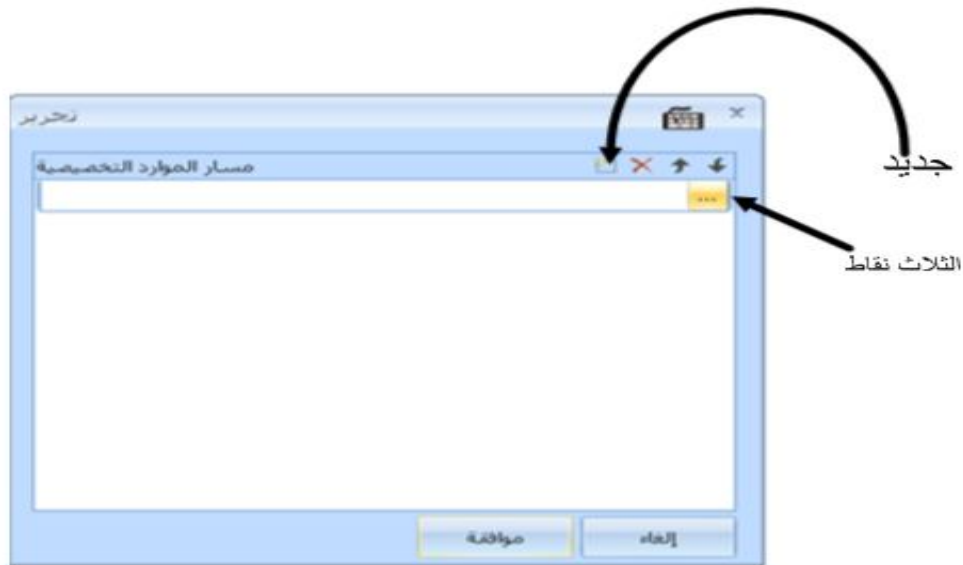 تحرير
مسار الموارد التخصيصية
جديد
...
الثلاث نقاط
موافقة
إلغاء